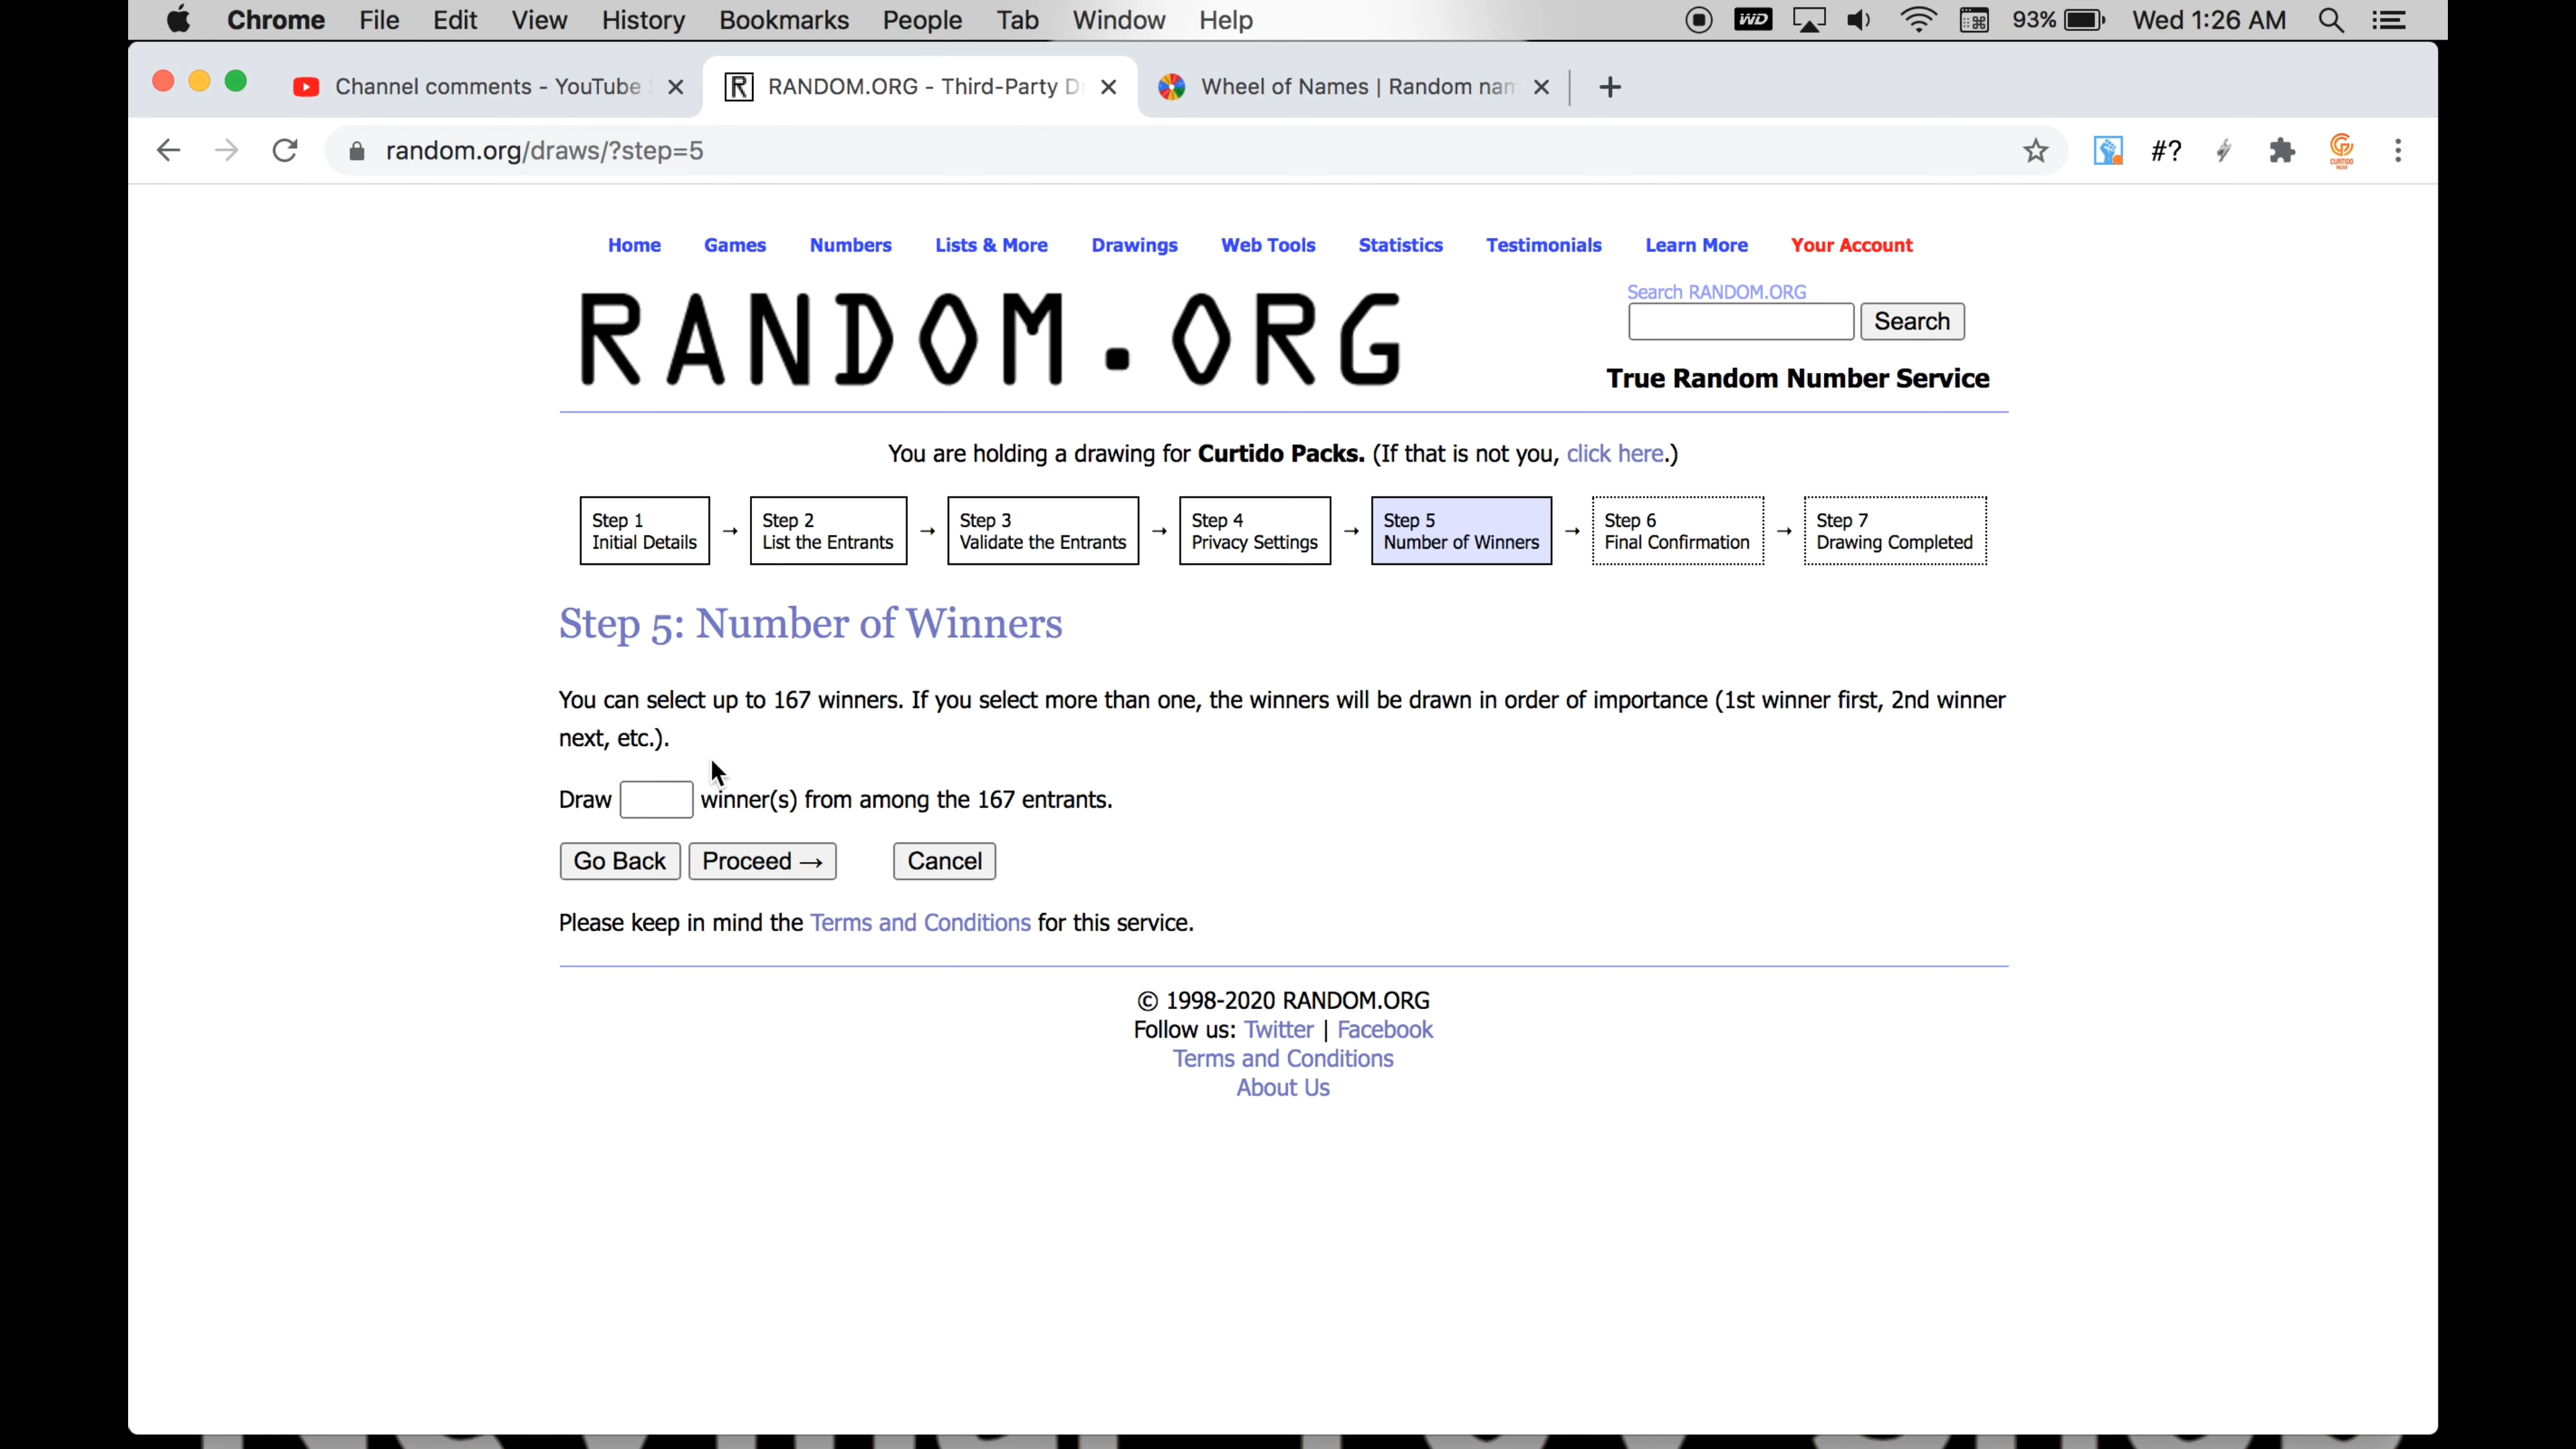 Chrome File Edit View History Bookmarks People Tab Window Help WD 93% Wed 1:26 AM
Channel comments - YouTube
RANDOM.ORG - Third-Party D
Wheel of Names | Random nam
random.org/draws/?step=5
#?
CURTIDO
Home Games Numbers Lists & More Drawings Web Tools Statistics Testimonials Learn More Your Account
RANDOM.ORG
Search RANDOM.ORG
Search
True Random Number Service
You are holding a drawing for Curtido Packs. (If that is not you, click here.)
Step 1
Initial Details
→
Step 2
List the Entrants
→
Step 3
Validate the Entrants
→
Step 4
Privacy Settings
→
Step 5
Number of Winners
→
Step 6
Final Confirmation
→
Step 7
Drawing Completed
Step 5: Number of Winners
You can select up to 167 winners. If you select more than one, the winners will be drawn in order of importance (1st winner first, 2nd winner
next, etc.).
Draw winner(s) from among the 167 entrants.
Go Back Proceed → Cancel
Please keep in mind the Terms and Conditions for this service.
© 1998-2020 RANDOM.ORG
Follow us: Twitter | Facebook
Terms and Conditions
About Us